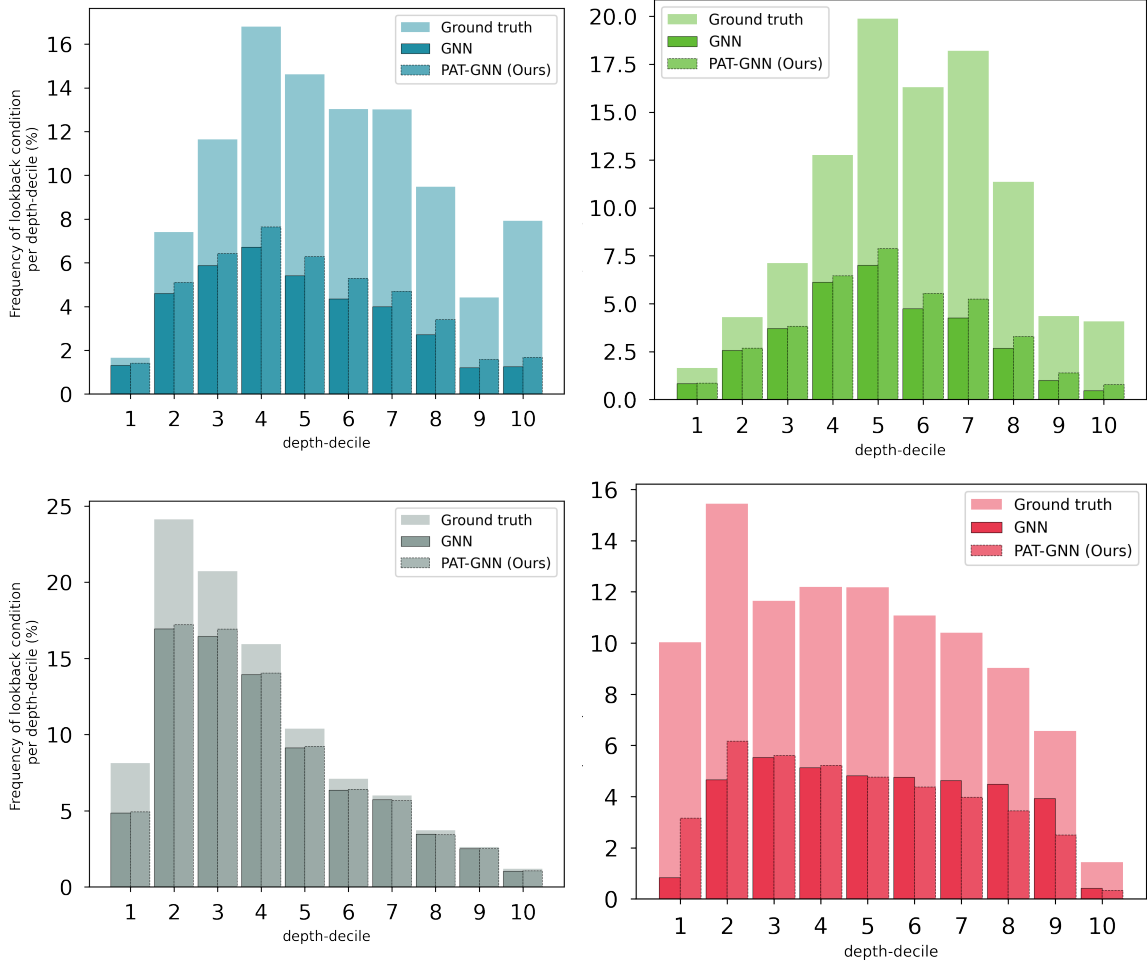 Frequency of lookback condition
per depth-decile (%)
16
14
12
10
8
6
4
2
0
Ground truth
GNN
PAT-GNN (Ours)
1 2 3 4 5 6 7 8 9 10
depth-decile
20.0
17.5
15.0
12.5
10.0
7.5
5.0
2.5
0.0
Ground truth
GNN
PAT-GNN (Ours)
1 2 3 4 5 6 7 8 9 10
depth-decile
Frequency of lookback condition
per depth-decile (%)
25
20
15
10
5
0
Ground truth
GNN
PAT-GNN (Ours)
1 2 3 4 5 6 7 8 9 10
depth-decile
16
14
12
10
8
6
4
2
0
Ground truth
GNN
PAT-GNN (Ours)
1 2 3 4 5 6 7 8 9 10
depth-decile